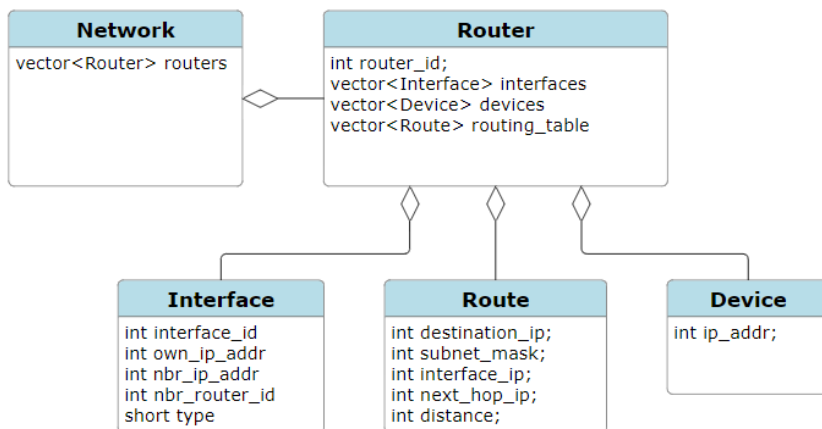 Network
vector<Router> routers
Router
int router_id;
vector<Interface> interfaces
vector<Device> devices
vector<Route> routing_table
Interface
int interface_id
int own_ip_addr
int nbr_ip_addr
int nbr_router_id
short type
Route
int destination_ip;
int subnet_mask;
int interface_ip;
int next_hop_ip;
int distance;
Device
int ip_addr;